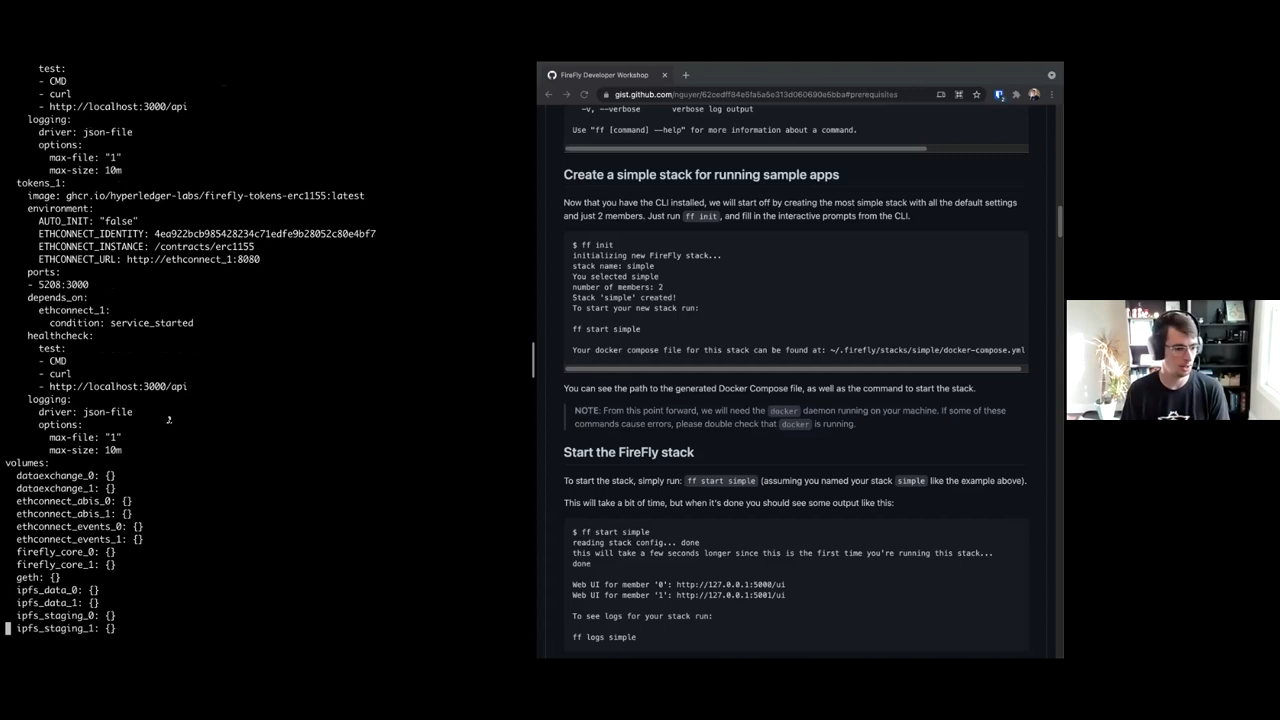 test:
- CMD
- curl
- http://localhost:3000/api
logging:
driver: json-file
options:
max-file: "1"
max-size: 10m
tokens_1:
image: ghcr.io/hyperledger-labs/firefly-tokens-erc1155:latest
environment:
AUTO_INIT: "false"
ETHCONNECT_IDENTITY: 4ea922bcb985428234c71edfe9b28052c80e4bf7
ETHCONNECT_INSTANCE: /contracts/erc1155
ETHCONNECT_URL: http://ethconnect_1:8080
ports:
- 5208:3000
depends_on:
ethconnect_1:
condition: service_started
healthcheck:
test:
- CMD
- curl
- http://localhost:3000/api
logging:
driver: json-file
options:
max-file: "1"
max-size: 10m
volumes:
dataexchange_0: {}
dataexchange_1: {}
ethconnect_abis_0: {}
ethconnect_abis_1: {}
ethconnect_events_0: {}
ethconnect_events_1: {}
firefly_core_0: {}
firefly_core_1: {}
geth: {}
ipfs_data_0: {}
ipfs_data_1: {}
ipfs_staging_0: {}
ipfs_staging_1: {}
FireFly Developer Workshop
gist.github.com/nguyer/62cedff84e5fa5a5e313d060690e5bba#prerequisites
-v, --verbose verbose log output
Use "ff [command] --help" for more information about a command.
Create a simple stack for running sample apps
Now that you have the CLI installed, we will start off by creating the most simple stack with all the default settings
and just 2 members. Just run ff init, and fill in the interactive prompts from the CLI.
$ ff init
initializing new FireFly stack...
stack name: simple
You selected simple
number of members: 2
Stack 'simple' created!
To start your new stack run:
ff start simple
Your docker compose file for this stack can be found at: ~/.firefly/stacks/simple/docker-compose.yml
You can see the path to the generated Docker Compose file, as well as the command to start the stack.
NOTE: From this point forward, we will need the docker daemon running on your machine. If some of these
commands cause errors, please double check that docker is running.
Start the FireFly stack
To start the stack, simply run: ff start simple (assuming you named your stack simple like the example above).
This will take a bit of time, but when it's done you should see some output like this:
$ ff start simple
reading stack config... done
this will take a few seconds longer since this is the first time you're running this stack...
done
Web UI for member '0': http://127.0.0.1:5000/ui
Web UI for member '1': http://127.0.0.1:5001/ui
To see logs for your stack run:
ff logs simple